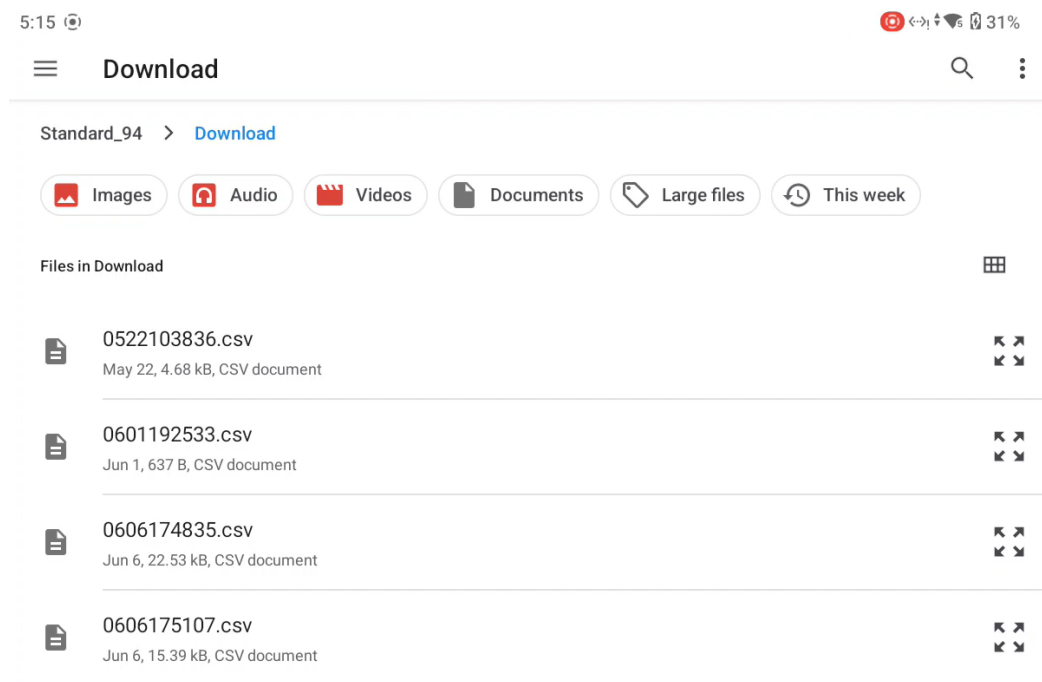 5:15
31%
Download
Standard_94 > Download
Images Audio Videos Documents Large files This week
Files in Download
0522103836.csv
May 22, 4.68 kB, CSV document
0601192533.csv
Jun 1, 637 B, CSV document
0606174835.csv
Jun 6, 22.53 kB, CSV document
0606175107.csv
Jun 6, 15.39 kB, CSV document